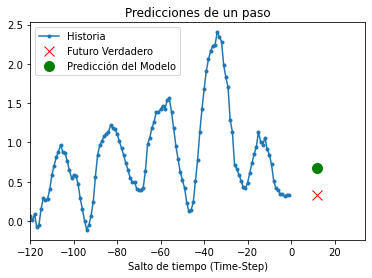 Predicciones de un paso
Historia
Futuro Verdadero
Predicción del Modelo
2.5
2.0
1.5
1.0
0.5
0.0
−120 −100 −80 −60 −40 −20 0 20
Salto de tiempo (Time-Step)